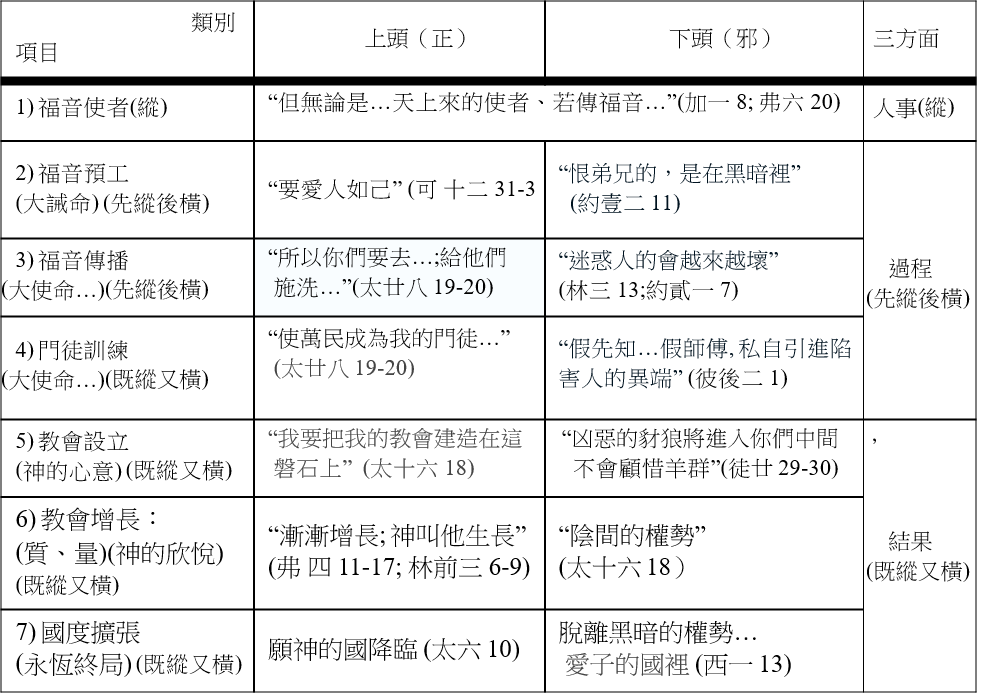 類別
項目
上頭（正）
下頭（邪）
三方面
1) 福音使者(縱)
“但無論是…天上來的使者、若傳福音…”(加一 8; 弗六 20)
人事(縱)
2) 福音預工
(大誡命) (先縱後橫)
“要愛人如己” (可 十二 31-3
“恨弟兄的，是在黑暗裡”
(約壹二 11)
3) 福音傳播
(大使命…)(先縱後橫)
“所以你們要去…;給他們
施洗…”(太廿八 19-20)
“迷惑人的會越來越壞”
(林三 13;約貳一 7)
過程
(先縱後橫)
4) 門徒訓練
(大使命…)(既縱又橫)
“使萬民成為我的門徒…”
(太廿八 19-20)
“假先知…假師傅, 私自引進陷
害人的異端” (彼後二 1)
5) 教會設立
(神的心意) (既縱又橫)
“我要把我的教會建造在這
磐石上” (太十六 18)
“凶惡的豺狼將進入你們中間
不會顧惜羊群”(徒廿 29-30)
,
6) 教會增長：
(質、量)(神的欣悅)
(既縱又橫)
“漸漸增長; 神叫他生長”
(弗 四 11-17; 林前三 6-9)
“陰間的權勢”
(太十六 18）
結果
(既縱又橫)
7) 國度擴張
(永恆終局) (既縱又橫)
願神的國降臨 (太六 10)
脫離黑暗的權勢…
愛子的國裡 (西一 13)